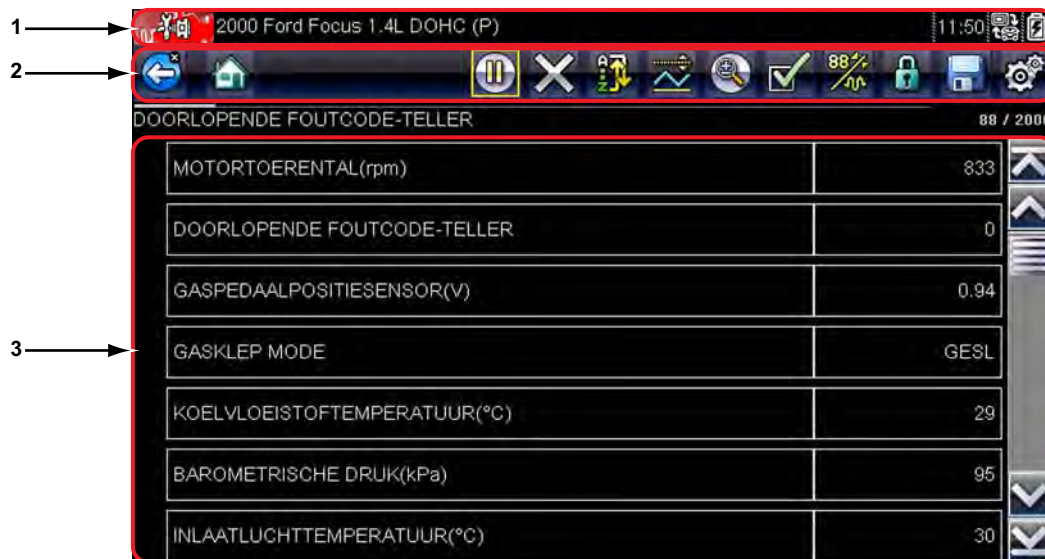 1
2000 Ford Focus 1.4L DOHC (P)
11:50
2
DOORLOPENDE FOUTCODE-TELLER
88 / 2000
3
MOTORTOERENTAL(rpm)
833
DOORLOPENDE FOUTCODE-TELLER
0
GASPEDAALPOSITIESENSOR(V)
0.94
GASKLEP MODE
GESL
KOELVLOEISTOFTEMPERATUUR(°C)
29
BAROMETRISCHE DRUK(kPa)
95
INLAATLUCHTTEMPERATUUR(°C)
30